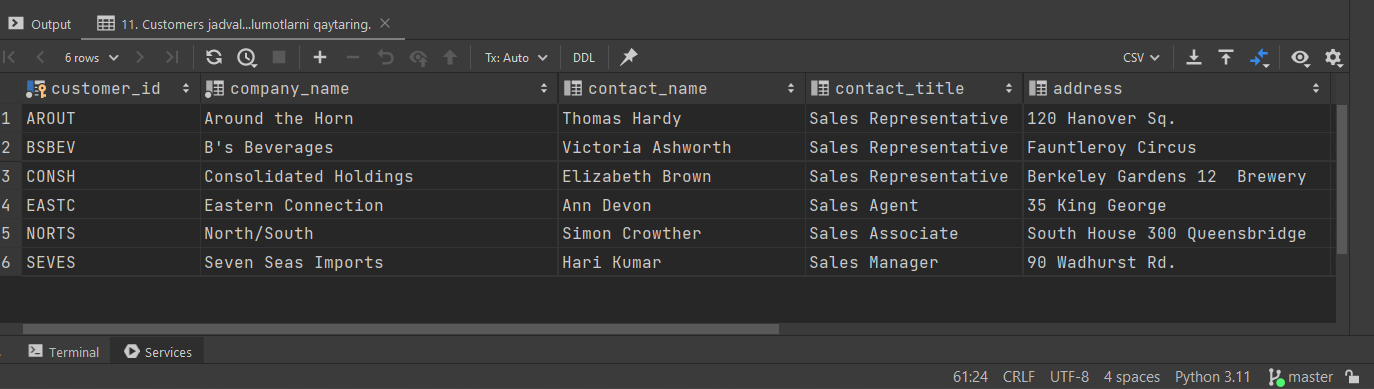 Output 11. Customers jadval...lumotlarni qaytaring.
6 rows Tx: Auto DDL CSV
customer_id company_name contact_name contact_title address
1 AROUT Around the Horn Thomas Hardy Sales Representative 120 Hanover Sq.
2 BSBEV B's Beverages Victoria Ashworth Sales Representative Fauntleroy Circus
3 CONSH Consolidated Holdings Elizabeth Brown Sales Representative Berkeley Gardens 12  Brewery
4 EASTC Eastern Connection Ann Devon Sales Agent 35 King George
5 NORTS North/South Simon Crowther Sales Associate South House 300 Queensbridge
6 SEVES Seven Seas Imports Hari Kumar Sales Manager 90 Wadhurst Rd.
Terminal Services
61:24 CRLF UTF-8 4 spaces Python 3.11 master